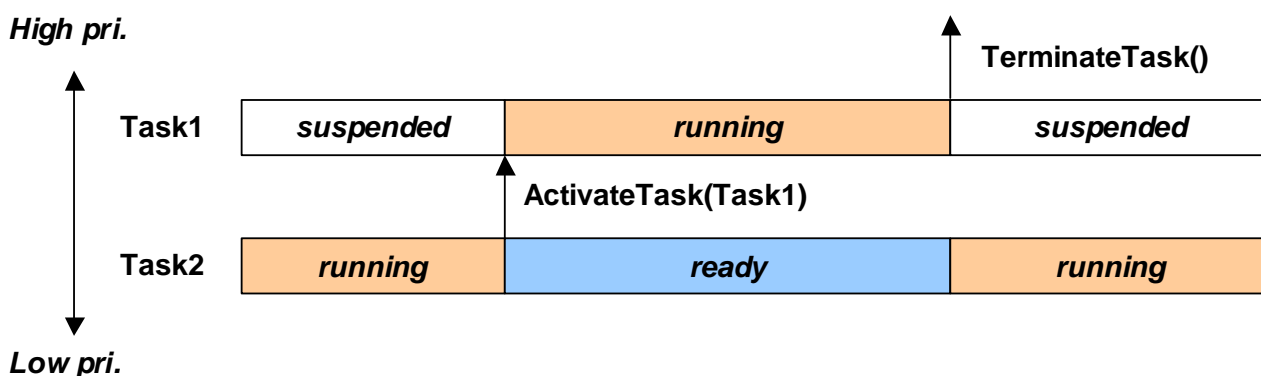 High pri.
TerminateTask()
Task1 suspended running suspended
ActivateTask(Task1)
Task2 running ready running
Low pri.